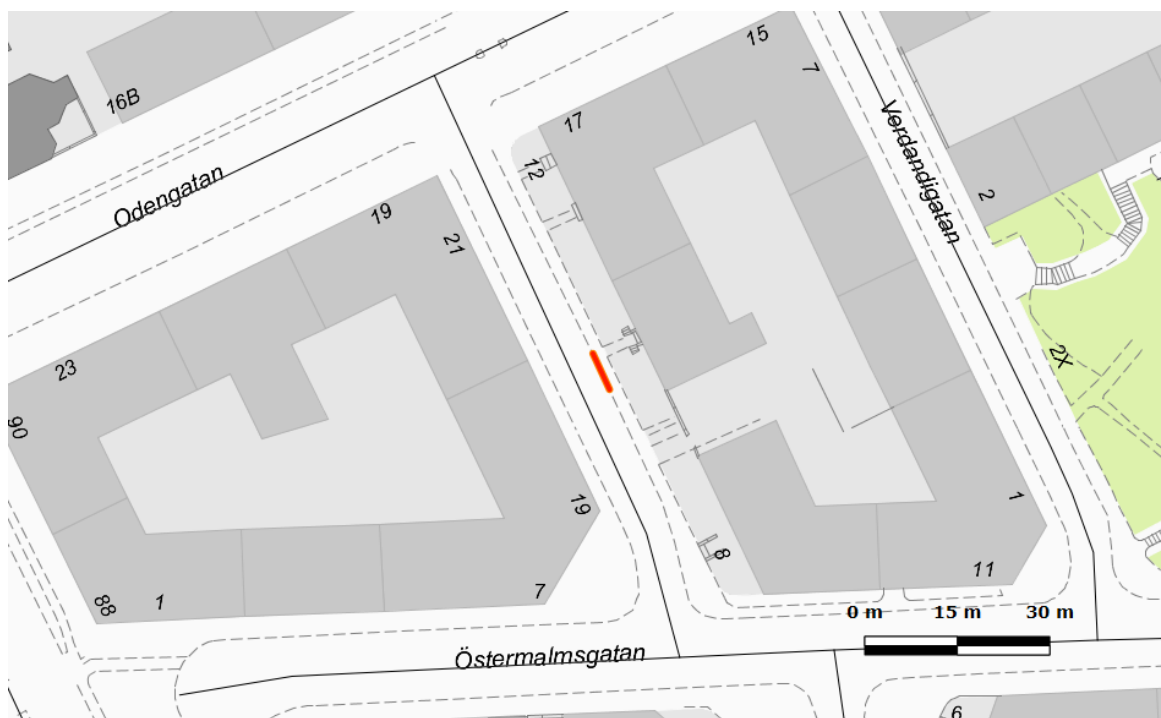 15
7
16B
17
Verdandigatan
12
Odengatan
2
19
21
2X
23
90
19
1
8
11
7
1
88
0 m 15 m 30 m
Östermalmsgatan
6